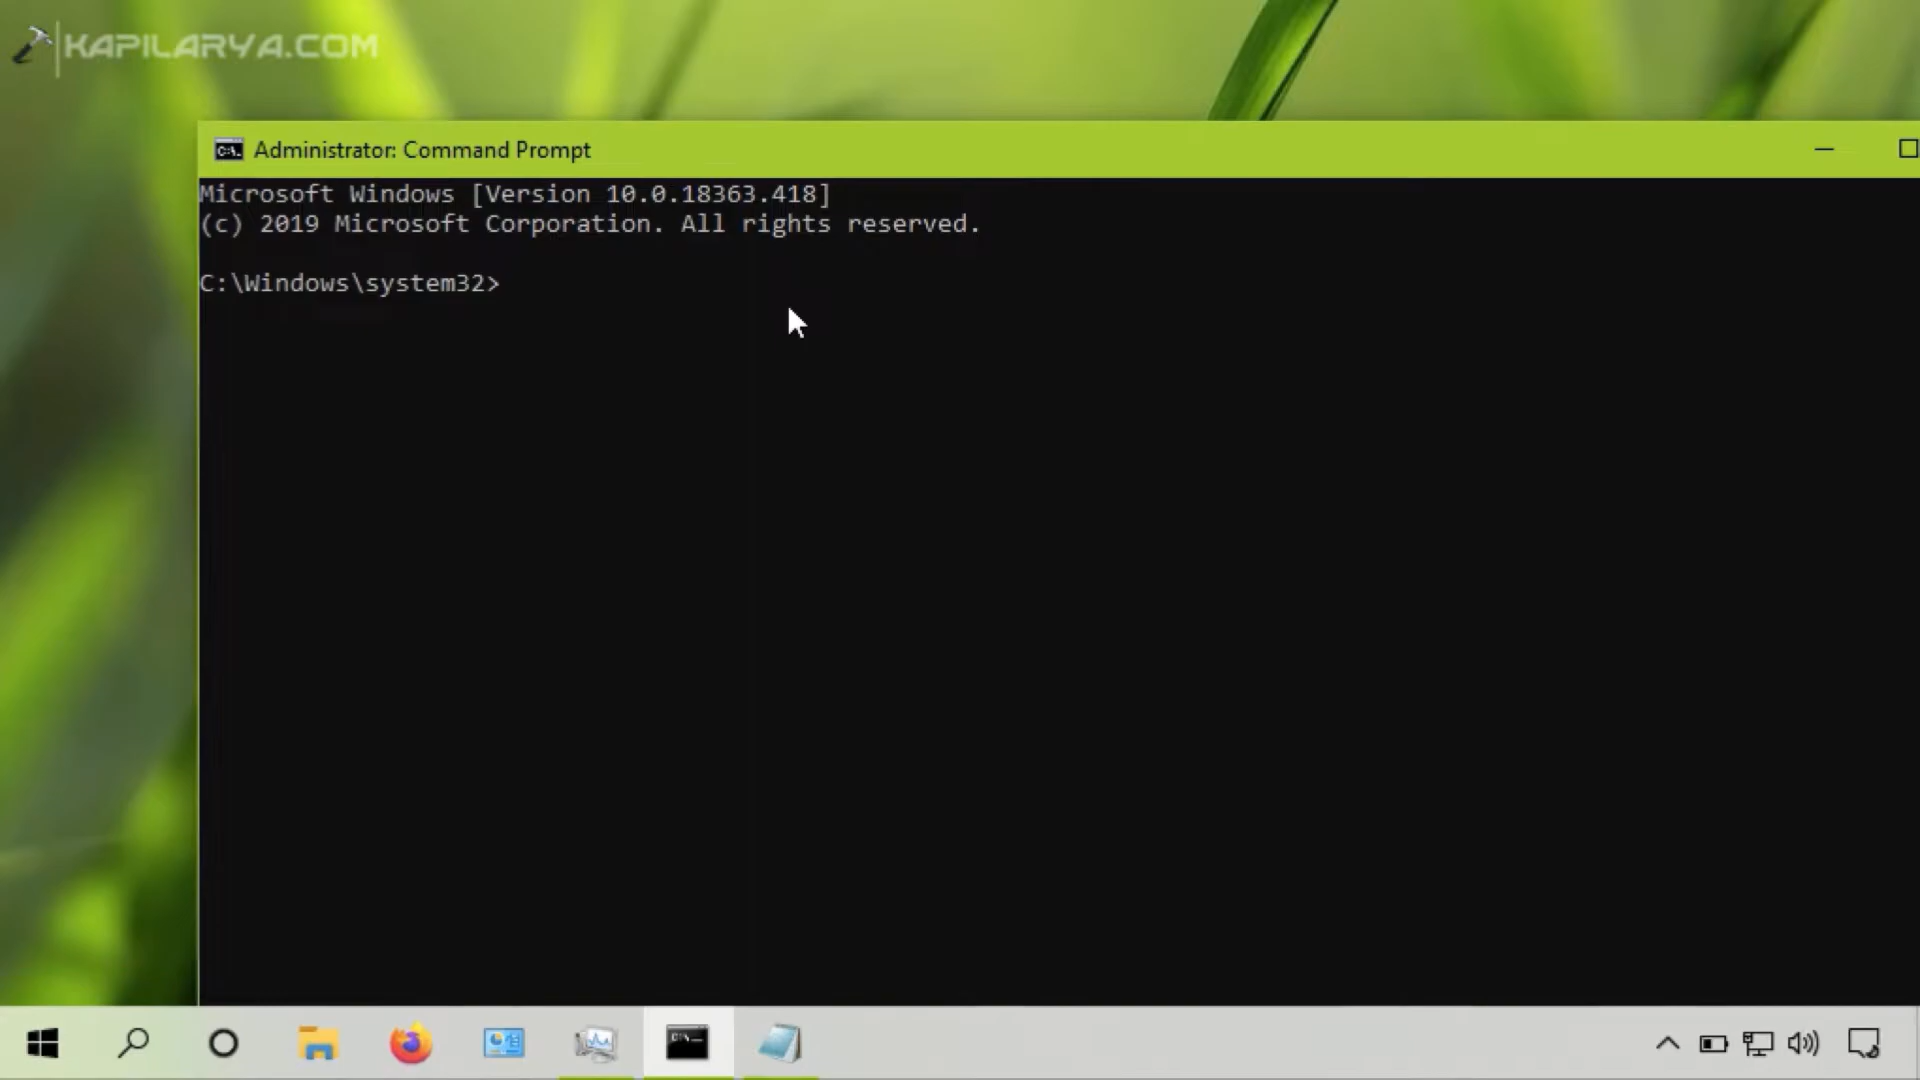 KAPILARYA.COM
Administrator: Command Prompt
Microsoft Windows [Version 10.0.18363.418]
(c) 2019 Microsoft Corporation. All rights reserved.
C:\Windows\system32>